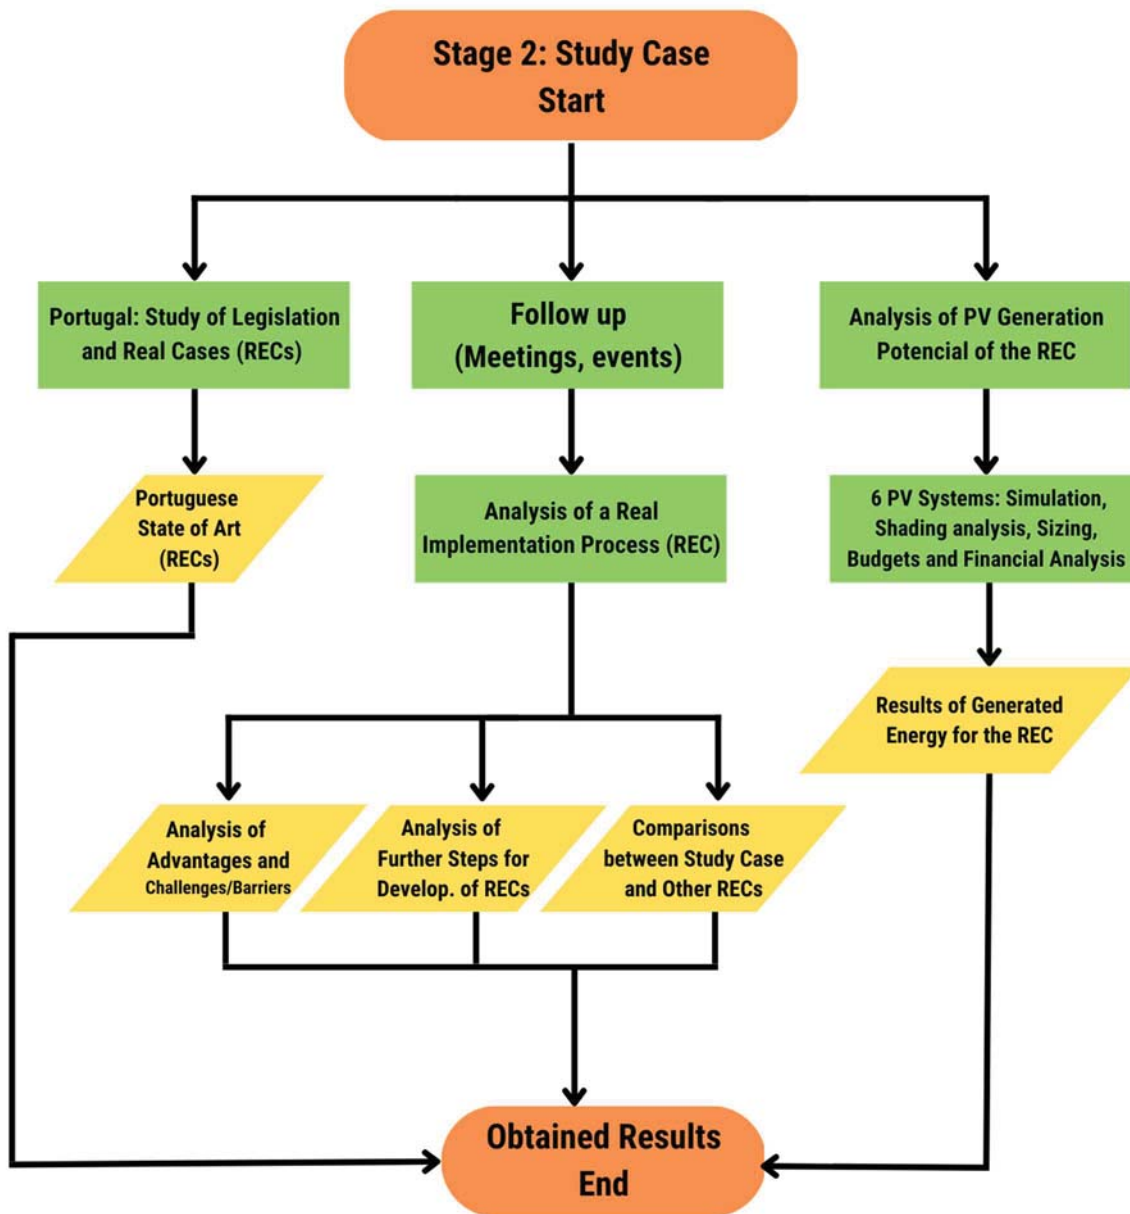 Stage 2: Study Case
Start
Portugal: Study of Legislation
and Real Cases (RECs)
Follow up
(Meetings, events)
Analysis of PV Generation
Potencial of the REC
Portuguese
State of Art
(RECs)
Analysis of a Real
Implementation Process (REC)
6 PV Systems: Simulation,
Shading analysis, Sizing,
Budgets and Financial Analysis
Results of Generated
Energy for the REC
Analysis of
Advantages and
Challenges/Barriers
Analysis of
Further Steps for
Develop. of RECs
Comparisons
between Study Case
and Other RECs
Obtained Results
End